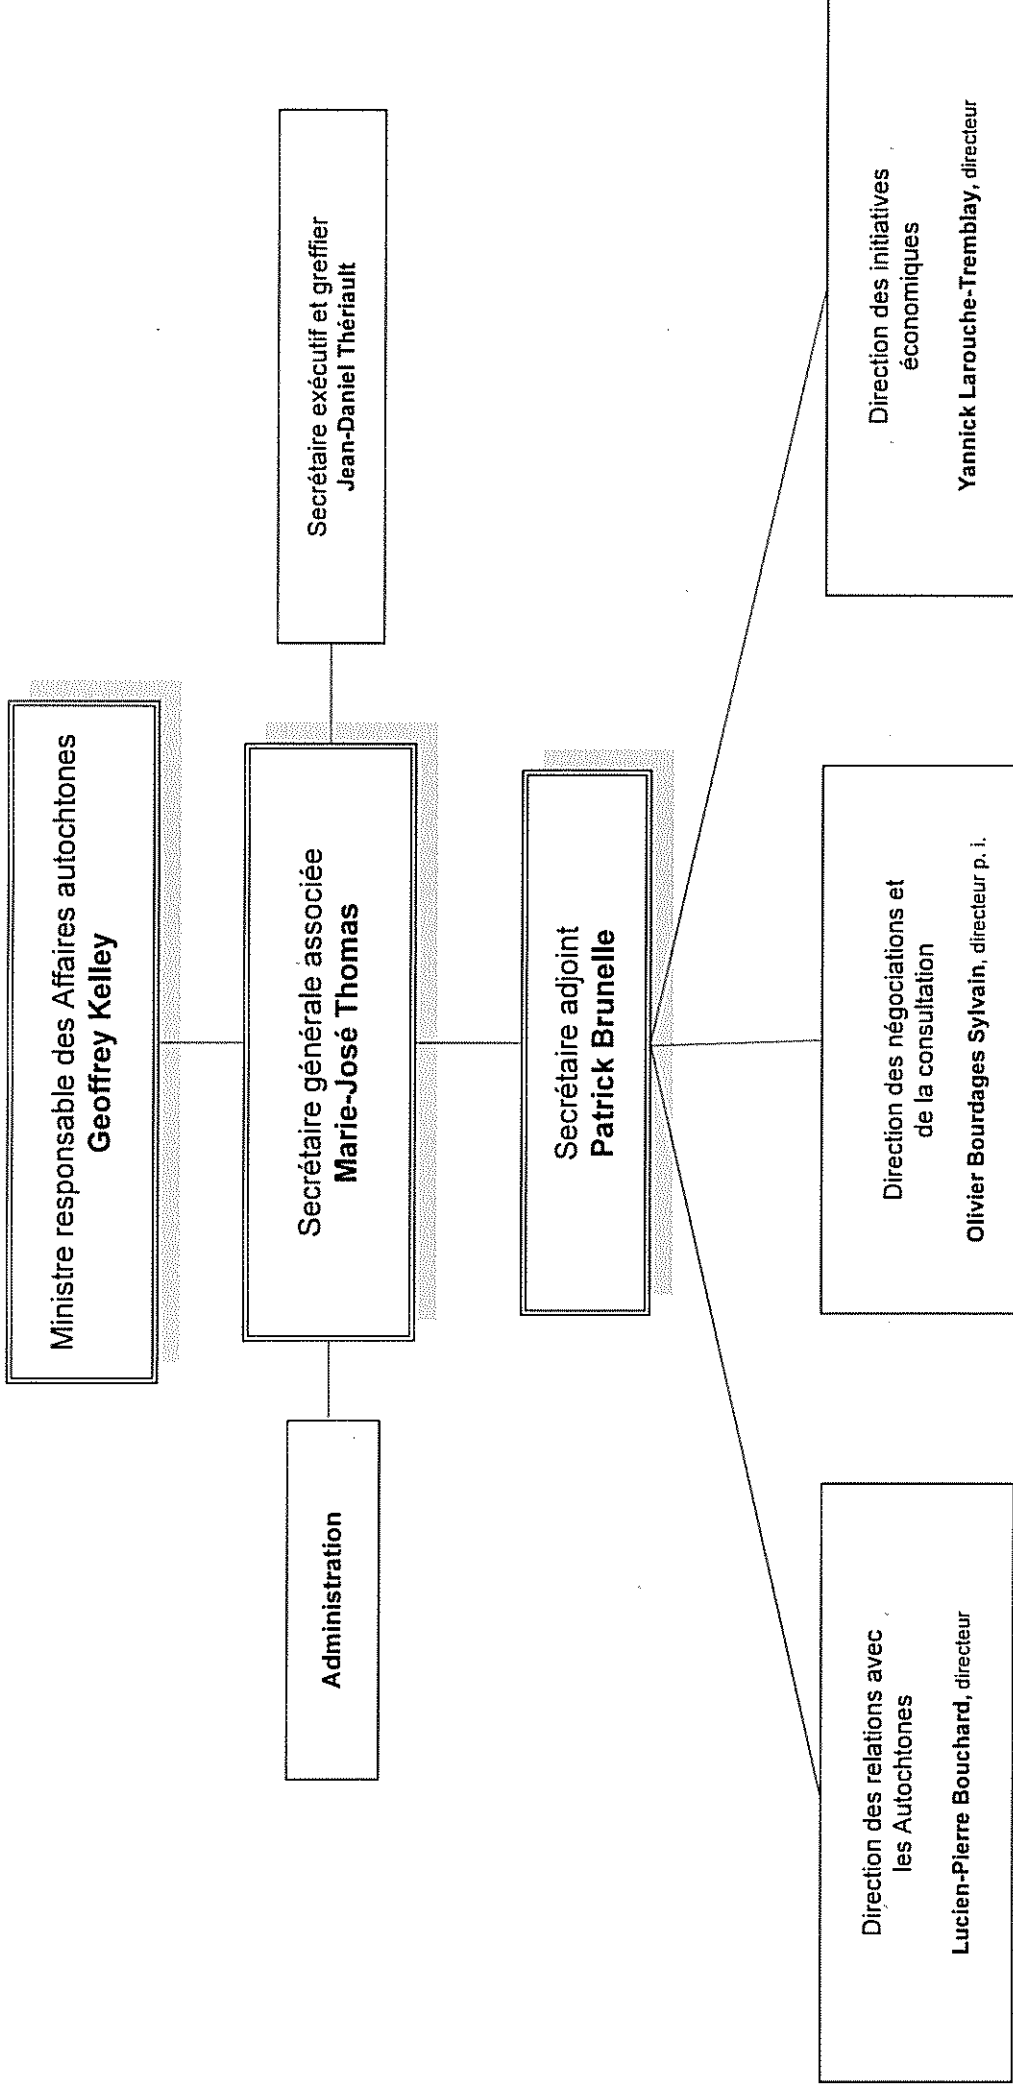 Ministre responsable des Affaires autochtones
Geoffrey Kelley
Secrétaire générale associée
Marie-José Thomas
Administration
Secrétaire exécutif et greffier
Jean-Daniel Thériault
Secrétaire adjoint
Patrick Brunelle
Direction des relations avec
les Autochtones
Lucien-Pierre Bouchard, directeur
Direction des négociations et
de la consultation
Olivier Bourdages Sylvain, directeur p. i.
Direction des initiatives
économiques
Yannick Larouche-Tremblay, directeur